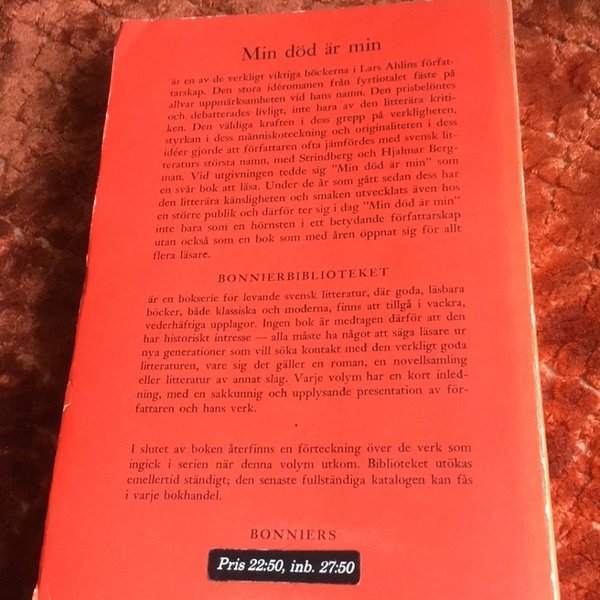 Min död är min
är en av de verkligt viktiga böckerna i Lars Ahlins förfat-
tarskap. Den stora idéromanen från fyrtiotalet fäste på
allvar uppmärksamheten vid hans namn. Den prisbelöntes
och debatterades livligt, inte bara av den litterära kriti-
ken. Den väldiga kraften i dess grepp på verkligheten,
styrkan i dess människoteckning och originaliteten i dess
idéer gjorde att författaren ofta jämfördes med svensk lit-
teraturs största namn, med Strindberg och Hjalmar Berg-
man. Vid utgivningen tedde sig "Min död är min" som
en svår bok att läsa. Under de år som gått sedan dess har
den litterära känsligheten och smaken utvecklats även hos
en större publik och därför ter sig i dag "Min död är min"
inte bara som en hörnsten i ett betydande författarskap
utan också som en bok som med åren öppnat sig för allt
flera läsare.
BONNIERBIBLIOTEKET
är en bokserie för levande svensk litteratur, där goda, läsbara
böcker, både klassiska och moderna, finns att tillgå i vackra,
vederhäftiga upplagor. Ingen bok är medtagen därför att den
har historiskt intresse — alla måste ha något att säga läsare ur
nya generationer som vill söka kontakt med den verkligt goda
litteraturen, vare sig det gäller en roman, en novellsamling
eller litteratur av annat slag. Varje volym har en kort inled-
ning, med en sakkunnig och upplysande presentation av för-
fattaren och hans verk.
I slutet av boken återfinns en förteckning över de verk som
ingick i serien när denna volym utkom. Biblioteket utökas
emellertid ständigt; den senaste fullständiga katalogen kan fås
i varje bokhandel.
BONNIERS
Pris 22:50, inb. 27:50